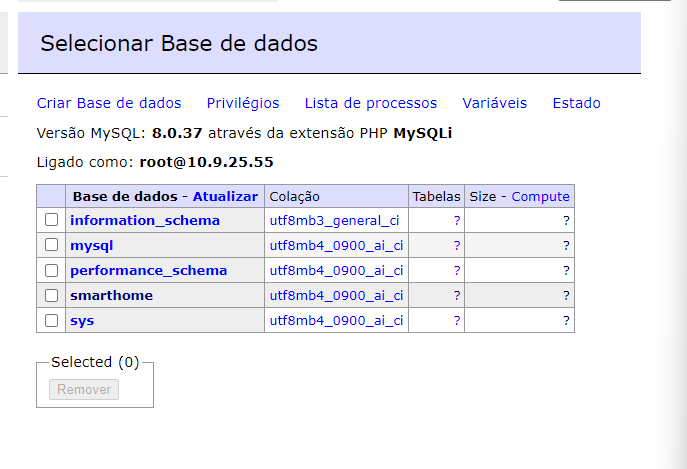 Selecionar Base de dados
Criar Base de dados Privilégios Lista de processos Variáveis Estado
Versão MySQL: 8.0.37 através da extensão PHP MySQLi
Ligado como: root@10.9.25.55
Base de dados - Atualizar Colação Tabelas Size - Compute
information_schema utf8mb3_general_ci ? ?
mysql utf8mb4_0900_ai_ci ? ?
performance_schema utf8mb4_0900_ai_ci ? ?
smarthome utf8mb4_0900_ai_ci ? ?
sys utf8mb4_0900_ai_ci ? ?
Selected (0)
Remover